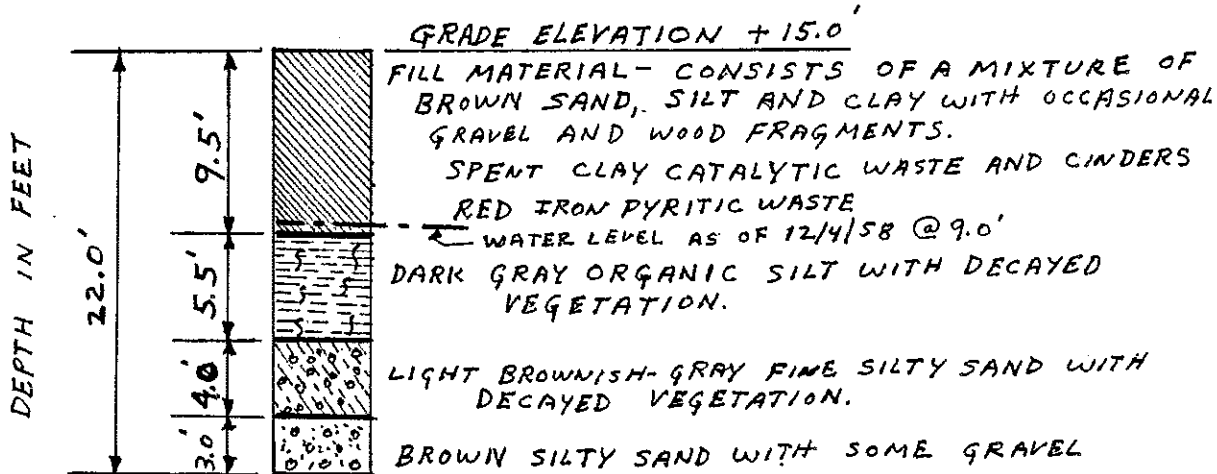 GRADE ELEVATION + 15.0'
FILL MATERIAL- CONSISTS OF A MIXTURE OF
BROWN SAND, SILT AND CLAY WITH OCCASIONAL
GRAVEL AND WOOD FRAGMENTS.
SPENT CLAY CATALYTIC WASTE AND CINDERS
RED IRON PYRITIC WASTE
WATER LEVEL AS OF 12/4/58 @ 9.0'
DARK GRAY ORGANIC SILT WITH DECAYED
VEGETATION.
LIGHT BROWNISH-GRAY FINE SILTY SAND WITH
DECAYED VEGETATION.
BROWN SILTY SAND WITH SOME GRAVEL
DEPTH IN FEET
22.0'
9.5'
5.5'
4.0'
3.0'